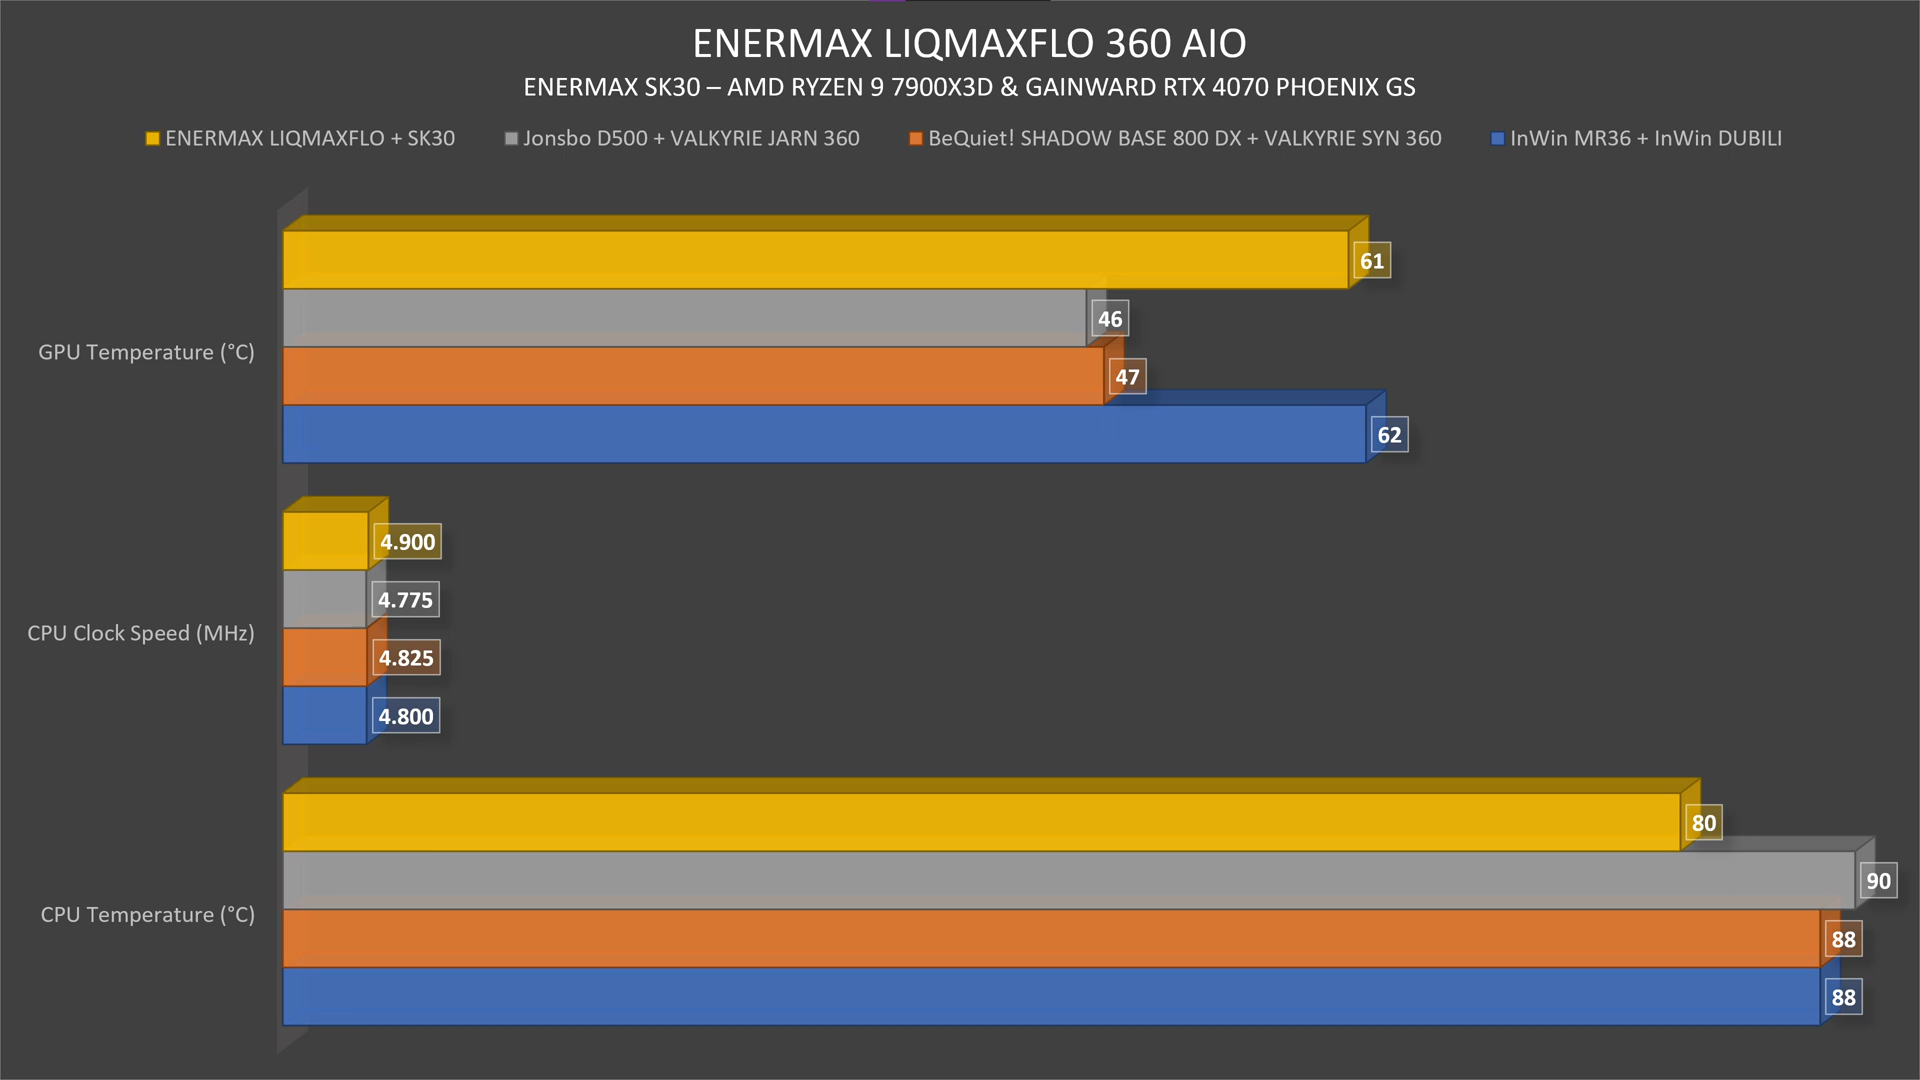 ENERMAX LIQMAXFLO 360 AIO
ENERMAX SK30 – AMD RYZEN 9 7900X3D & GAINWARD RTX 4070 PHOENIX GS
ENERMAX LIQMAXFLO + SK30
Jonsbo D500 + VALKYRIE JARN 360
BeQuiet! SHADOW BASE 800 DX + VALKYRIE SYN 360
InWin MR36 + InWin DUBILI
GPU Temperature (°C)
61
46
47
62
CPU Clock Speed (MHz)
4.900
4.775
4.825
4.800
CPU Temperature (°C)
80
90
88
88